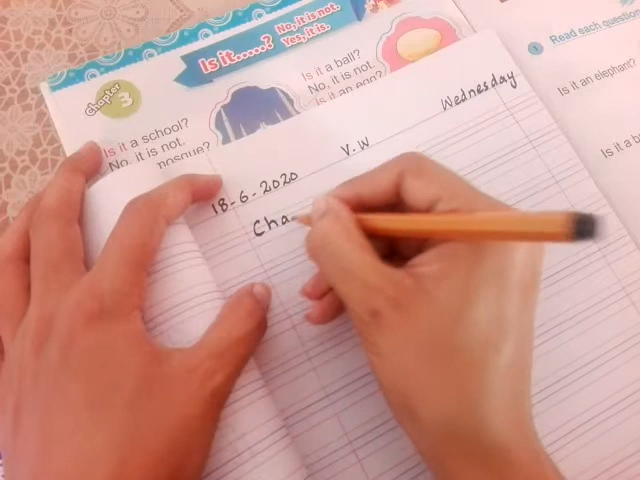 Is it.....? No, it is not.
Yes, it is.
Chapter 3
Is it a school?
No, it is not.
mosque?
Is it a ball?
No, it is not.
Is it an egg?
Read each question
1
Is it an elephant?
Is it a b
Wednesday
V.W
18-6-2020
Cha